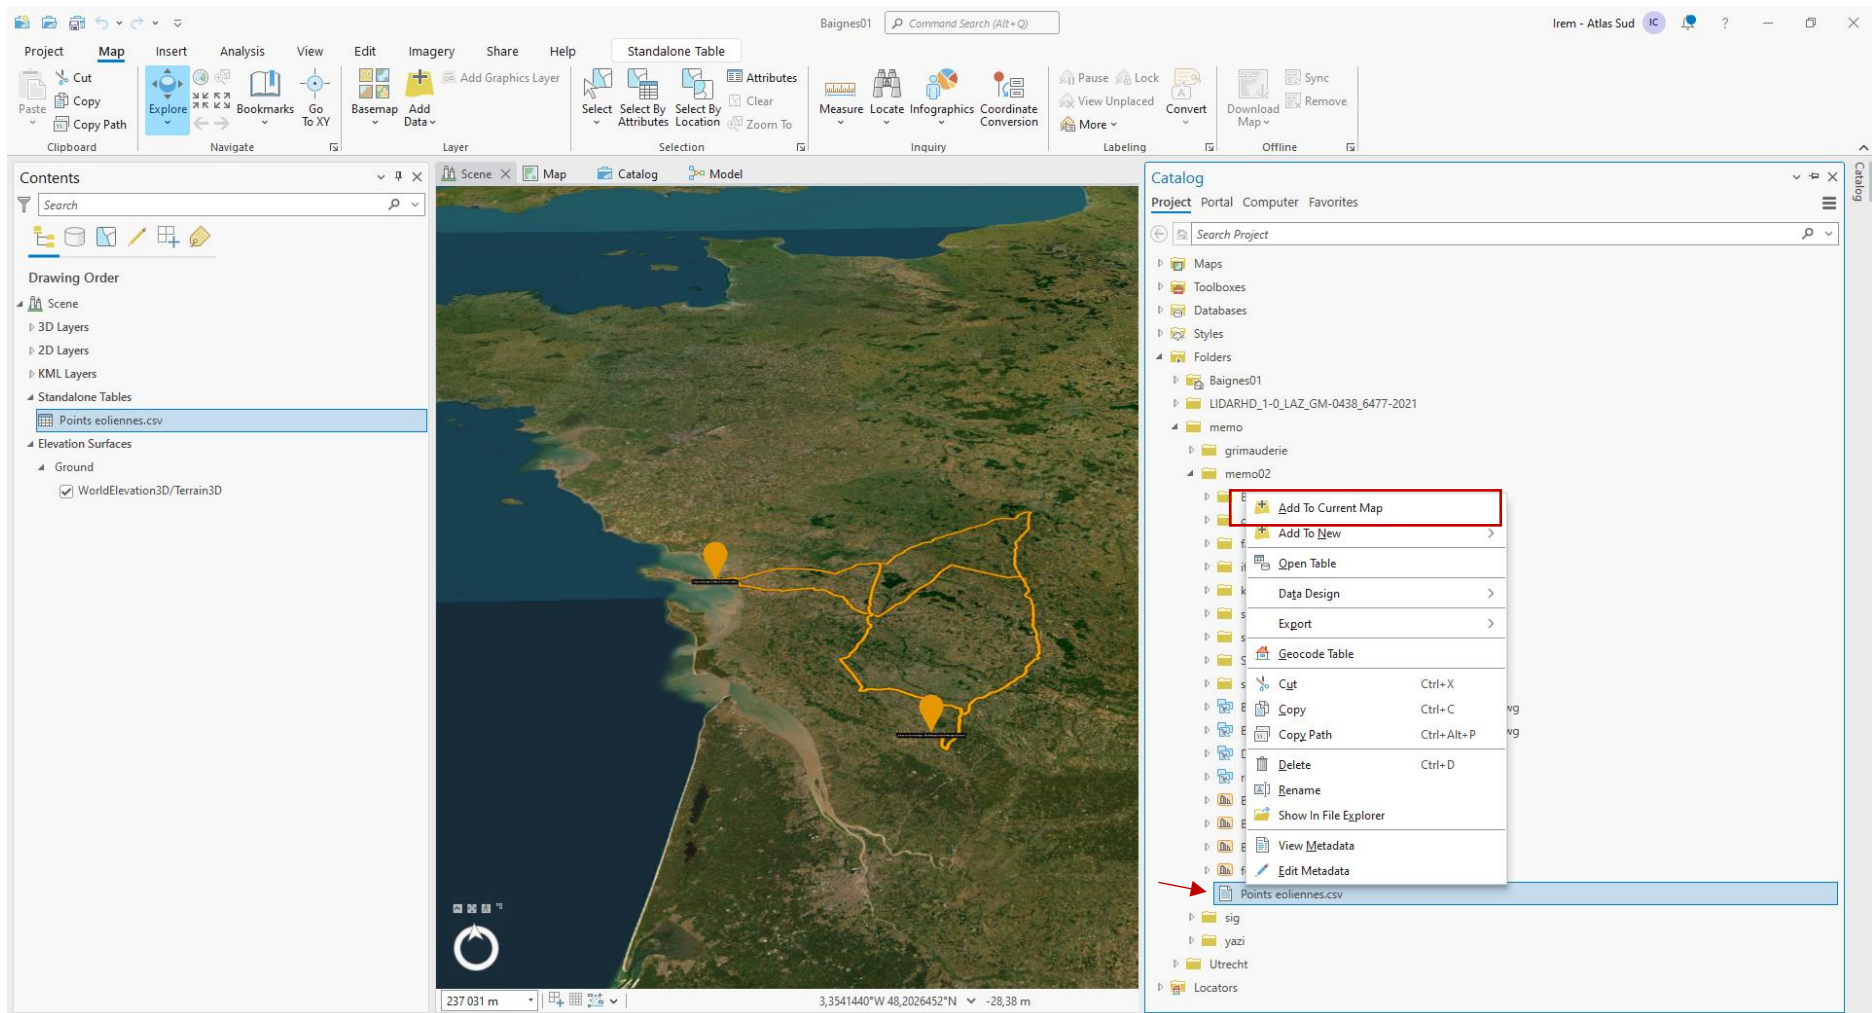 Baignes01
Command Search (Alt+Q)
Irem - Atlas Sud
IC
?
Project Map Insert Analysis View Edit Imagery Share Help Standalone Table
Paste
Cut
Copy
Copy Path
Clipboard
Explore
Bookmarks
Go To XY
Navigate
Basemap
Add Data
Add Graphics Layer
Layer
Select
Select By Attributes
Select By Location
Attributes
Clear
Zoom To
Selection
Measure
Locate
Infographics
Coordinate Conversion
Inquiry
Pause
Lock
View Unplaced
More
Convert
Labeling
Download Map
Sync
Remove
Offline
Contents
Search
Drawing Order
Scene
3D Layers
2D Layers
KML Layers
Standalone Tables
Points eoliennes.csv
Elevation Surfaces
Ground
WorldElevation3D/Terrain3D
Scene
Map
Catalog
Model
237 031 m
3,3541440°W 48,2026452°N
-28,38 m
Catalog
Catalog
Project Portal Computer Favorites
Search Project
Maps
Toolboxes
Databases
Styles
Folders
Baignes01
LIDARHD_1-0_LAZ_GM-0438_6477-2021
memo
grimauderie
memo02
Add To Current Map
Add To New
Open Table
Data Design
Export
Geocode Table
Cut Ctrl+X
Copy Ctrl+C
Copy Path Ctrl+Alt+P
Delete Ctrl+D
Rename
Show In File Explorer
View Metadata
Edit Metadata
Points eoliennes.csv
sig
yazi
Utrecht
Locators